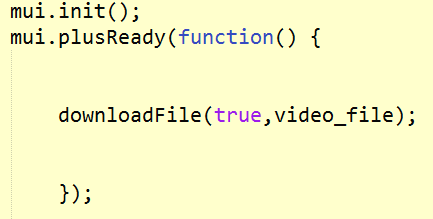 mui.init();
mui.plusReady(function() {
downloadFile(true,video_file);
});